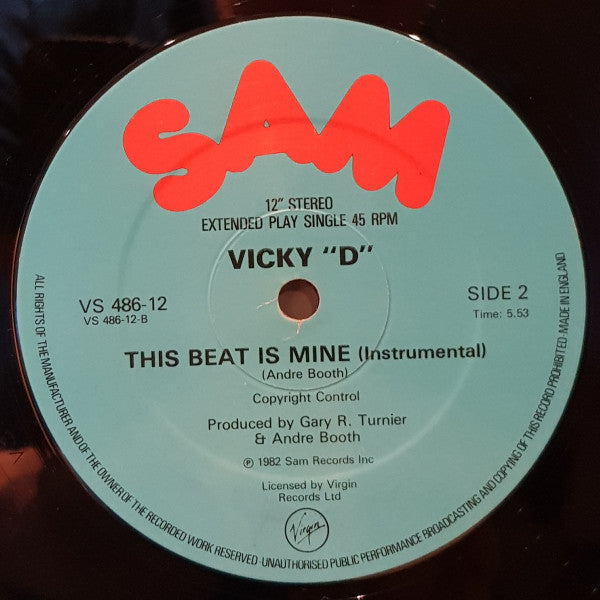 SAM
12" STEREO
EXTENDED PLAY SINGLE 45 RPM
VICKY "D"
VS 486-12
VS 486-12-B
SIDE 2
Time: 5.53
THIS BEAT IS MINE (Instrumental)
(Andre Booth)
Copyright Control
Produced by Gary R. Turnier
& Andre Booth
℗ 1982 Sam Records Inc
Licensed by Virgin
Records Ltd
Virgin
ALL RIGHTS OF THE MANUFACTURER AND OF THE OWNER OF THE RECORDED WORK RESERVED · UNAUTHORISED PUBLIC PERFORMANCE BROADCASTING AND COPYING OF THIS RECORD PROHIBITED · MADE IN ENGLAND